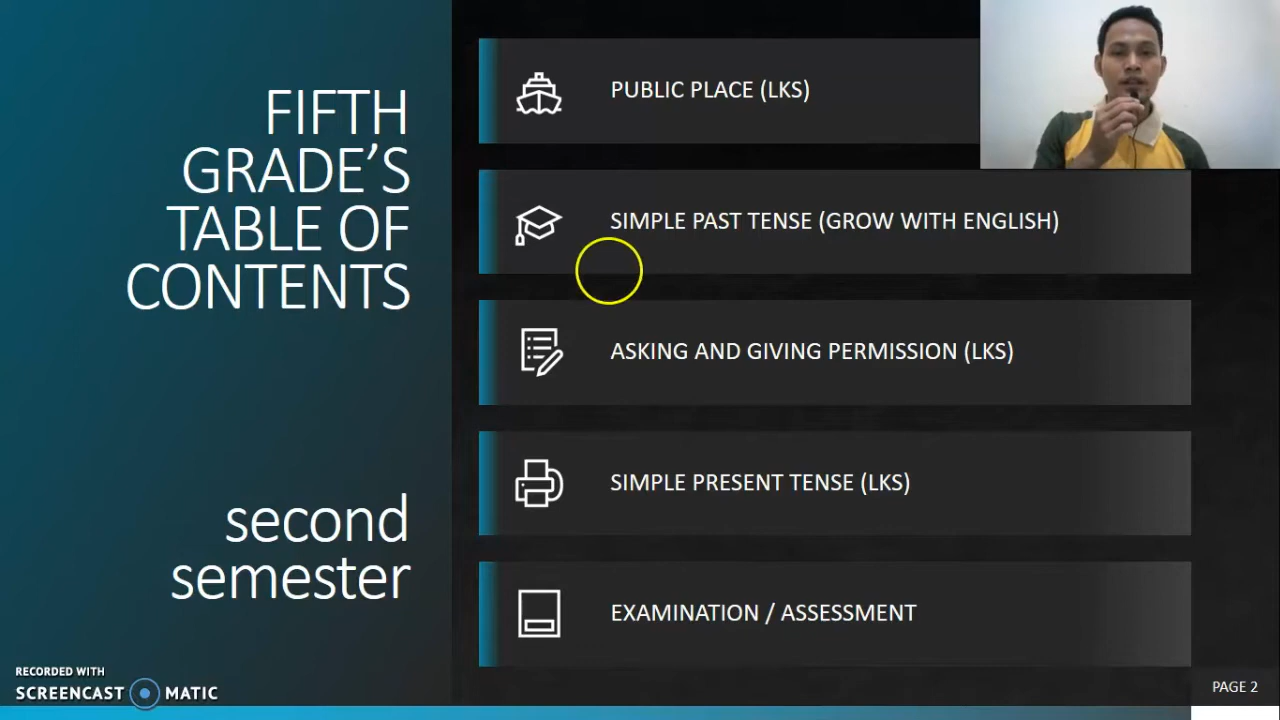 FIFTH
GRADE’S
TABLE OF
CONTENTS
second
semester
PUBLIC PLACE (LKS)
SIMPLE PAST TENSE (GROW WITH ENGLISH)
ASKING AND GIVING PERMISSION (LKS)
SIMPLE PRESENT TENSE (LKS)
EXAMINATION / ASSESSMENT
RECORDED WITH
SCREENCAST MATIC
PAGE 2